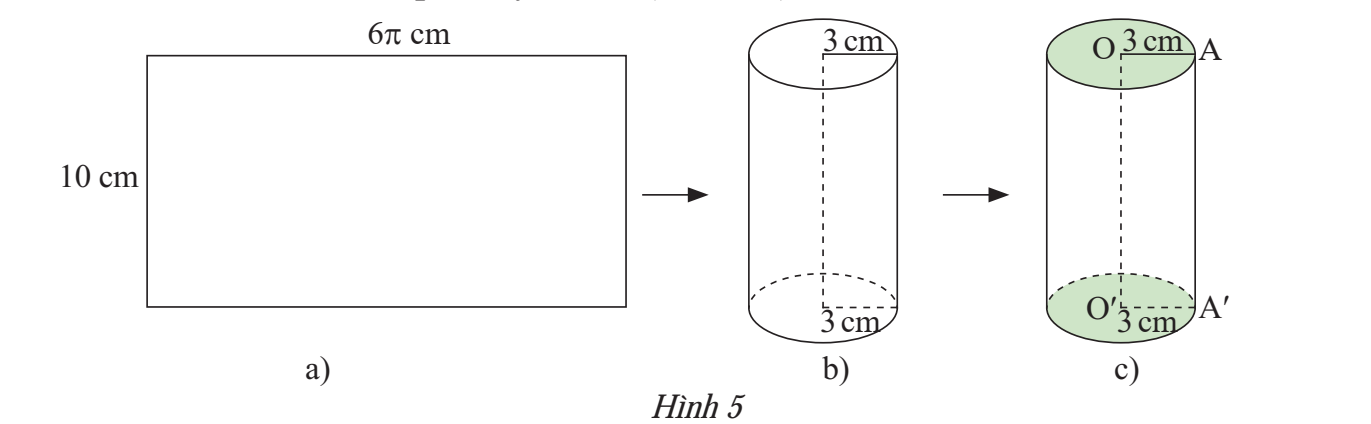 6π cm
10 cm
3 cm
3 cm
O 3 cm A
O′ 3 cm A′
a)
b)
c)
Hình 5